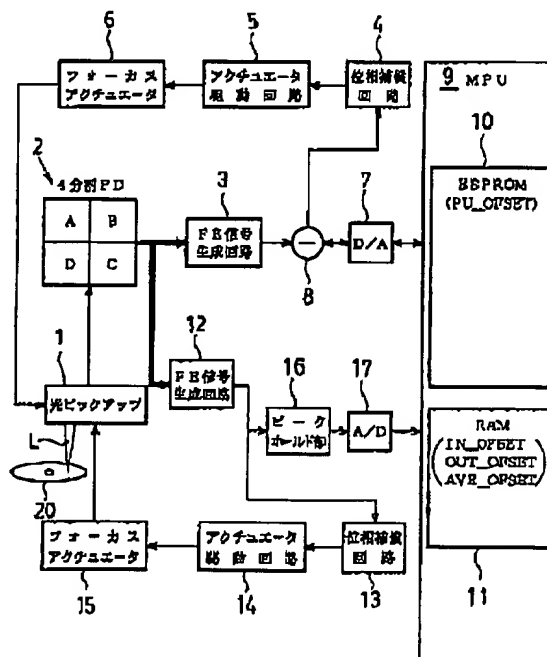 6
5
4
フォーカス
アクチュエータ
アクチュエータ
駆動回路
位相補償
回路
9 MPU
2
4分割PD
A
B
D
C
3
FE信号
生成回路
8
7
D/A
10
EEPROM
(PU_OFSET)
1
光ピックアップ
L
20
12
FE信号
生成回路
16
ピーク
ホールド部
17
A/D
RAM
IN_OFSET
OUT_OFSET
AVE_OFSET
11
フォーカス
アクチュエータ
15
アクチュエータ
駆動回路
14
位相補償
回路
13